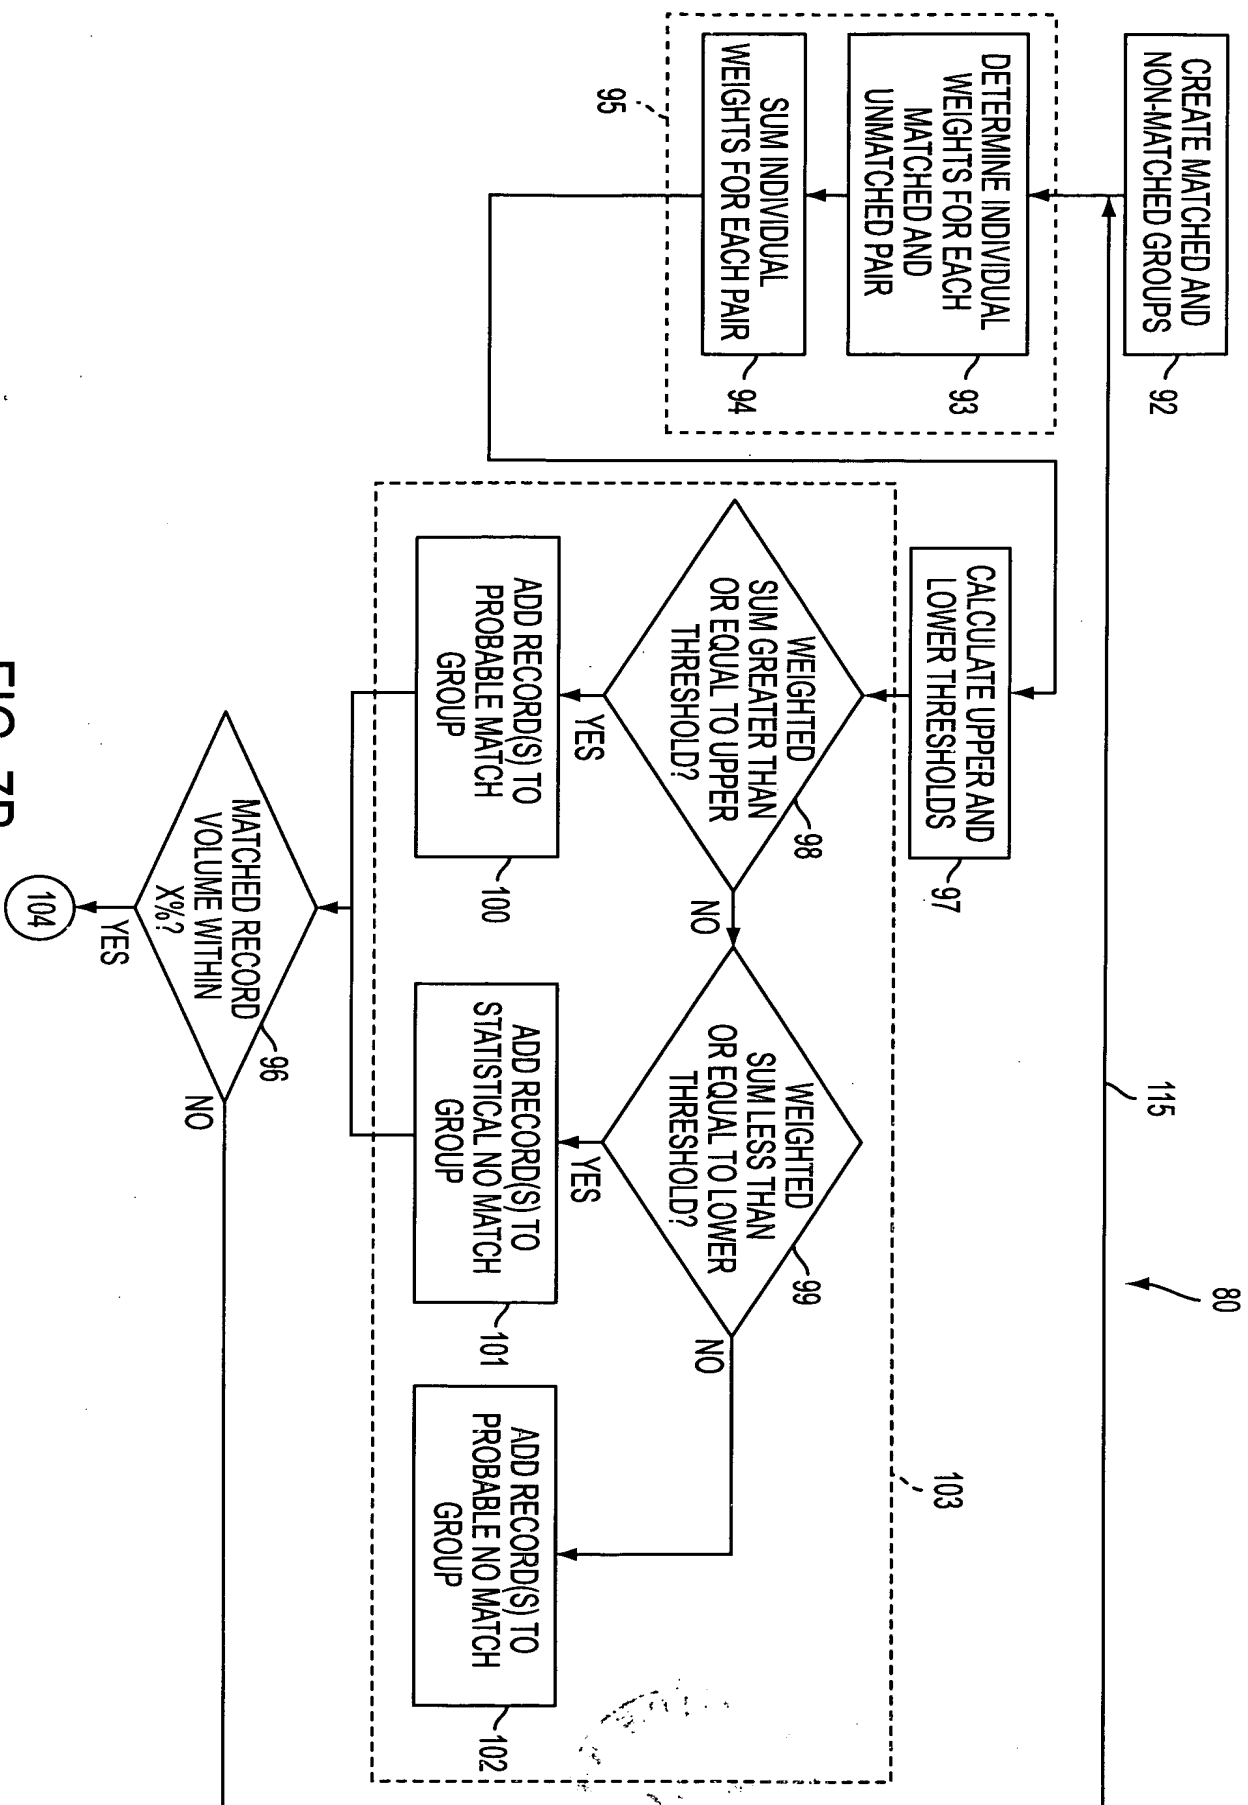 80
CREATE MATCHED AND
NON-MATCHED GROUPS
92
115
DETERMINE INDIVIDUAL
WEIGHTS FOR EACH
MATCHED AND
UNMATCHED PAIR
93
SUM INDIVIDUAL
WEIGHTS FOR EACH PAIR
94
95
CALCULATE UPPER AND
LOWER THRESHOLDS
97
103
WEIGHTED
SUM GREATER THAN
OR EQUAL TO UPPER
THRESHOLD?
98
NO
YES
WEIGHTED
SUM LESS THAN
OR EQUAL TO LOWER
THRESHOLD?
99
NO
YES
ADD RECORD(S) TO
PROBABLE MATCH
GROUP
100
ADD RECORD(S) TO
STATISTICAL NO MATCH
GROUP
101
ADD RECORD(S) TO
PROBABLE NO MATCH
GROUP
102
MATCHED RECORD
VOLUME WITHIN
X%?
96
NO
YES
104